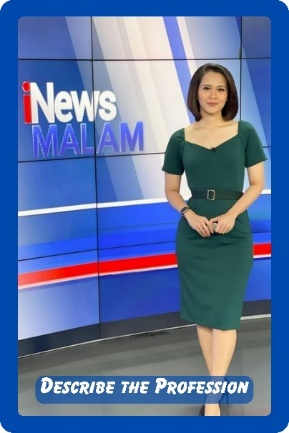 iNews
MALAM
Describe the Profession